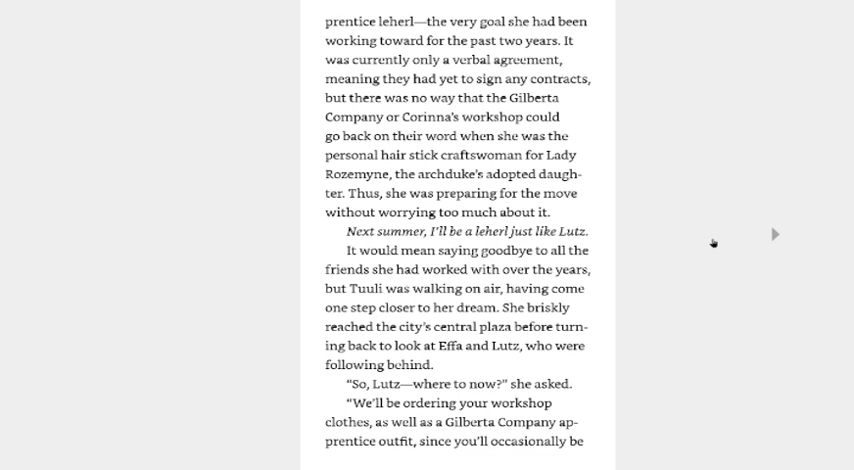 prentice leherl—the very goal she had been
working toward for the past two years. It
was currently only a verbal agreement,
meaning they had yet to sign any contracts,
but there was no way that the Gilberta
Company or Corinna’s workshop could
go back on their word when she was the
personal hair stick craftswoman for Lady
Rozemyne, the archduke’s adopted daugh-
ter. Thus, she was preparing for the move
without worrying too much about it.
Next summer, I’ll be a leherl just like Lutz.
It would mean saying goodbye to all the
friends she had worked with over the years,
but Tuuli was walking on air, having come
one step closer to her dream. She briskly
reached the city’s central plaza before turn-
ing back to look at Effa and Lutz, who were
following behind.
“So, Lutz—where to now?” she asked.
“We’ll be ordering your workshop
clothes, as well as a Gilberta Company ap-
prentice outfit, since you’ll occasionally be